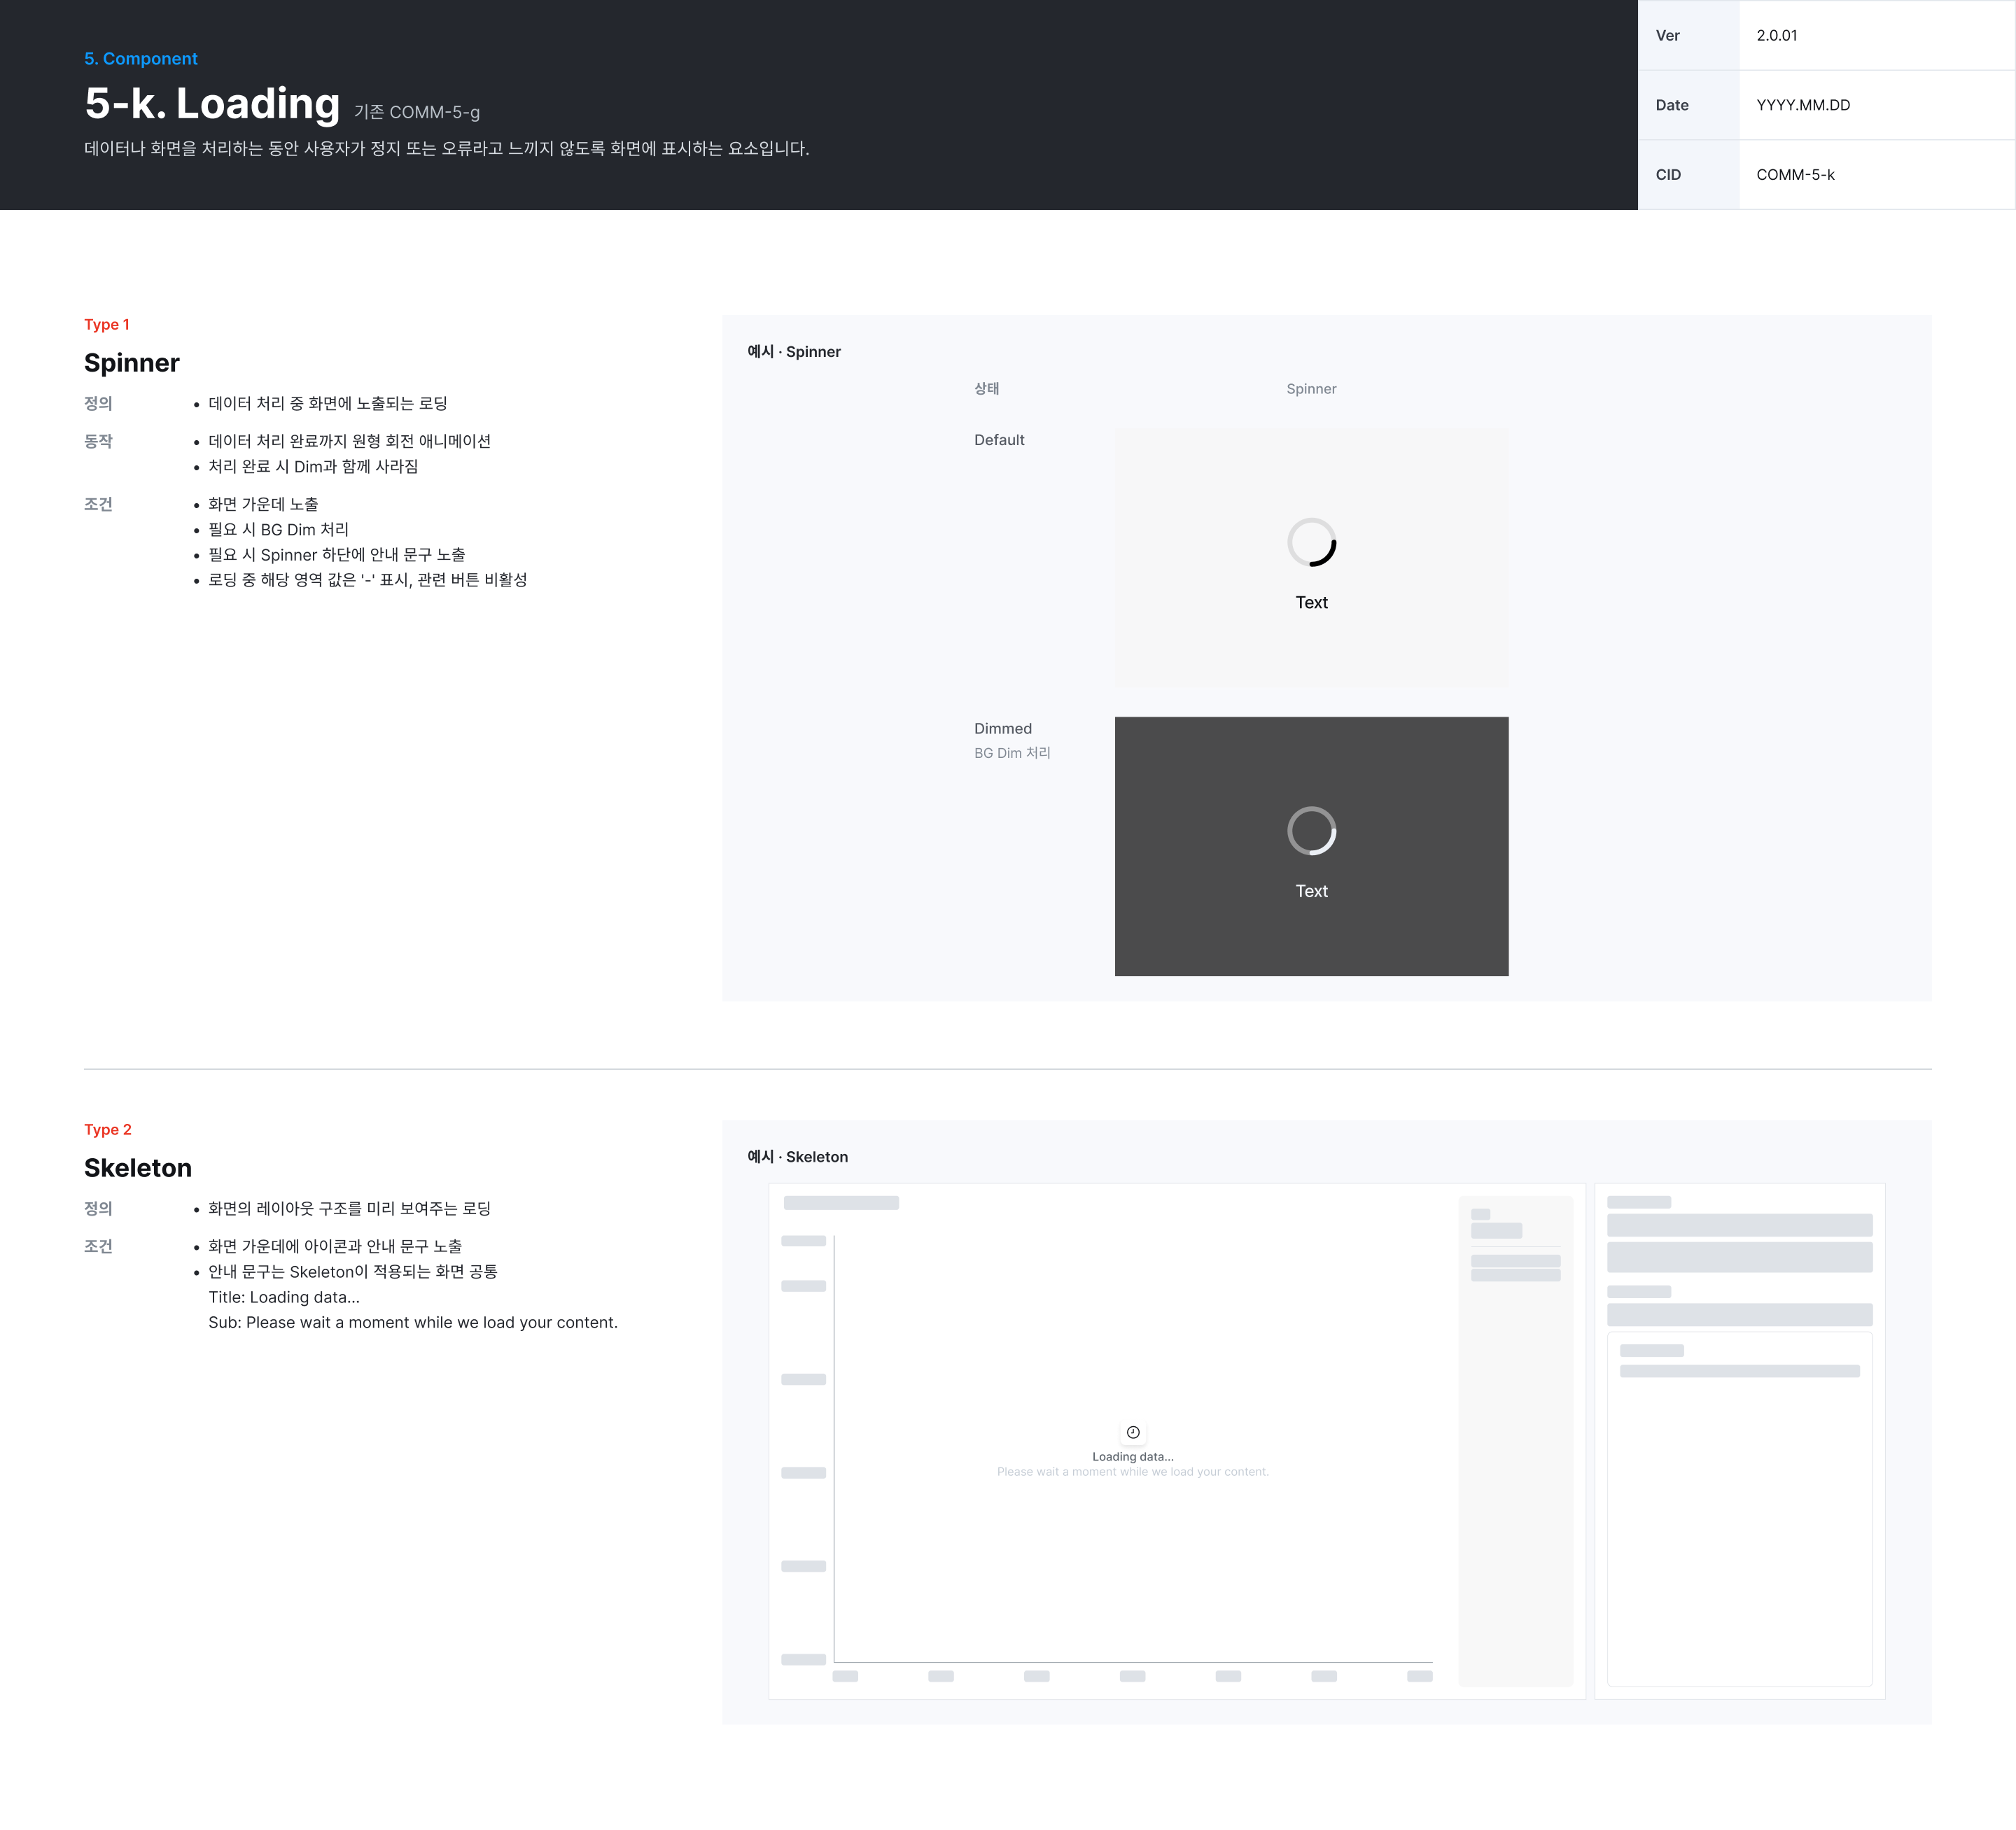 5. Component
5-k. Loading 기존 COMM-5-g
데이터나 화면을 처리하는 동안 사용자가 정지 또는 오류라고 느끼지 않도록 화면에 표시하는 요소입니다.
Ver 2.0.01
Date YYYY.MM.DD
CID COMM-5-k
Type 1
Spinner
정의 • 데이터 처리 중 화면에 노출되는 로딩
동작 • 데이터 처리 완료까지 원형 회전 애니메이션
• 처리 완료 시 Dim과 함께 사라짐
조건 • 화면 가운데 노출
• 필요 시 BG Dim 처리
• 필요 시 Spinner 하단에 안내 문구 노출
• 로딩 중 해당 영역 값은 '-' 표시, 관련 버튼 비활성
예시 · Spinner
상태 Spinner
Default
Text
Dimmed
BG Dim 처리
Text
Type 2
Skeleton
정의 • 화면의 레이아웃 구조를 미리 보여주는 로딩
조건 • 화면 가운데에 아이콘과 안내 문구 노출
• 안내 문구는 Skeleton이 적용되는 화면 공통
Title: Loading data...
Sub: Please wait a moment while we load your content.
예시 · Skeleton
Loading data...
Please wait a moment while we load your content.